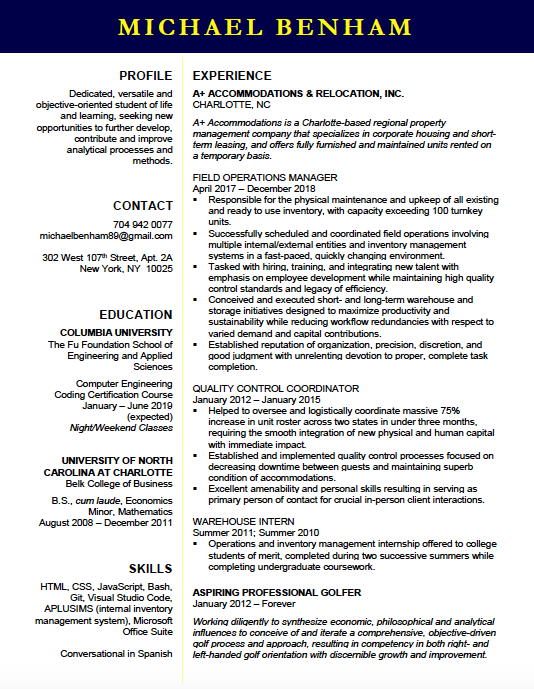 MICHAEL BENHAM
PROFILE
Dedicated, versatile and
objective-oriented student of life
and learning, seeking new
opportunities to further develop,
contribute and improve
analytical processes and
methods.
CONTACT
704 942 0077
michaelbenham89@gmail.com
302 West 107th Street, Apt. 2A
New York, NY 10025
EDUCATION
COLUMBIA UNIVERSITY
The Fu Foundation School of
Engineering and Applied
Sciences
Computer Engineering
Coding Certification Course
January – June 2019
(expected)
Night/Weekend Classes
UNIVERSITY OF NORTH
CAROLINA AT CHARLOTTE
Belk College of Business
B.S., cum laude, Economics
Minor, Mathematics
August 2008 – December 2011
SKILLS
HTML, CSS, JavaScript, Bash,
Git, Visual Studio Code,
APLUSIMS (internal inventory
management system), Microsoft
Office Suite
Conversational in Spanish
EXPERIENCE
A+ ACCOMMODATIONS & RELOCATION, INC.
CHARLOTTE, NC
A+ Accommodations is a Charlotte-based regional property
management company that specializes in corporate housing and short-
term leasing, and offers fully furnished and maintained units rented on
a temporary basis.
FIELD OPERATIONS MANAGER
April 2017 – December 2018
▪ Responsible for the physical maintenance and upkeep of all existing
and ready to use inventory, with capacity exceeding 100 turnkey
units.
▪ Successfully scheduled and coordinated field operations involving
multiple internal/external entities and inventory management
systems in a fast-paced, quickly changing environment.
▪ Tasked with hiring, training, and integrating new talent with
emphasis on employee development while maintaining high quality
control standards and legacy of efficiency.
▪ Conceived and executed short- and long-term warehouse and
storage initiatives designed to maximize productivity and
sustainability while reducing workflow redundancies with respect to
varied demand and capital contributions.
▪ Established reputation of organization, precision, discretion, and
good judgment with unrelenting devotion to proper, complete task
completion.
QUALITY CONTROL COORDINATOR
January 2012 – January 2015
▪ Helped to oversee and logistically coordinate massive 75%
increase in unit roster across two states in under three months,
requiring the smooth integration of new physical and human capital
with immediate impact.
▪ Established and implemented quality control processes focused on
decreasing downtime between guests and maintaining superb
condition of accommodations.
▪ Excellent amenability and personal skills resulting in serving as
primary person of contact for crucial in-person client interactions.
WAREHOUSE INTERN
Summer 2011; Summer 2010
▪ Operations and inventory management internship offered to college
students of merit, completed during two successive summers while
completing undergraduate coursework.
ASPIRING PROFESSIONAL GOLFER
January 2012 – Forever
Working diligently to synthesize economic, philosophical and analytical
influences to conceive of and iterate a comprehensive, objective-driven
golf process and approach, resulting in competency in both right- and
left-handed golf orientation with discernible growth and improvement.